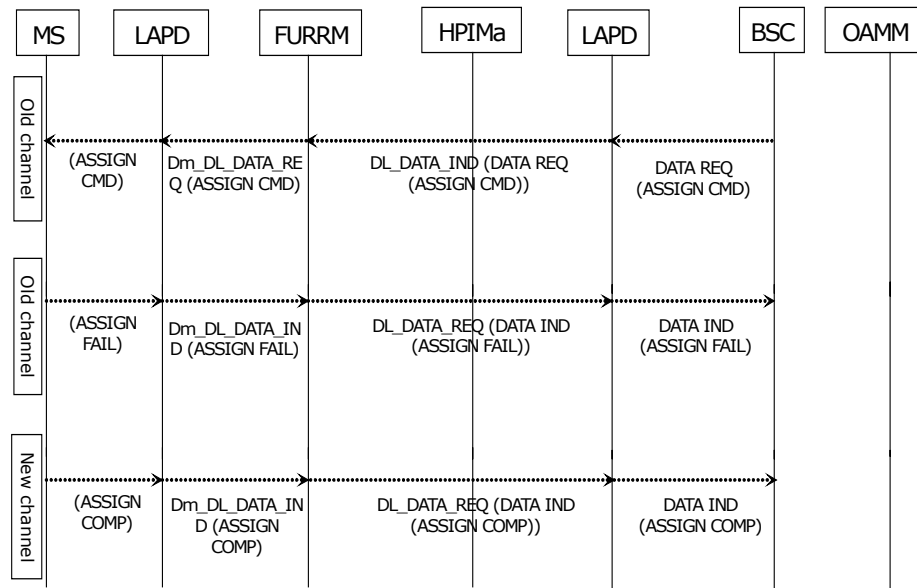 MS
LAPD
FURRM
HPIMa
LAPD
BSC
OAMM
Old channel
(ASSIGN
CMD)
Dm_DL_DATA_RE
Q (ASSIGN CMD)
DL_DATA_IND (DATA REQ
(ASSIGN CMD))
DATA REQ
(ASSIGN CMD)
Old channel
(ASSIGN
FAIL)
Dm_DL_DATA_IN
D (ASSIGN FAIL)
DL_DATA_REQ (DATA IND
(ASSIGN FAIL))
DATA IND
(ASSIGN FAIL)
New channel
(ASSIGN
COMP)
Dm_DL_DATA_IN
D (ASSIGN
COMP)
DL_DATA_REQ (DATA IND
(ASSIGN COMP))
DATA IND
(ASSIGN COMP)